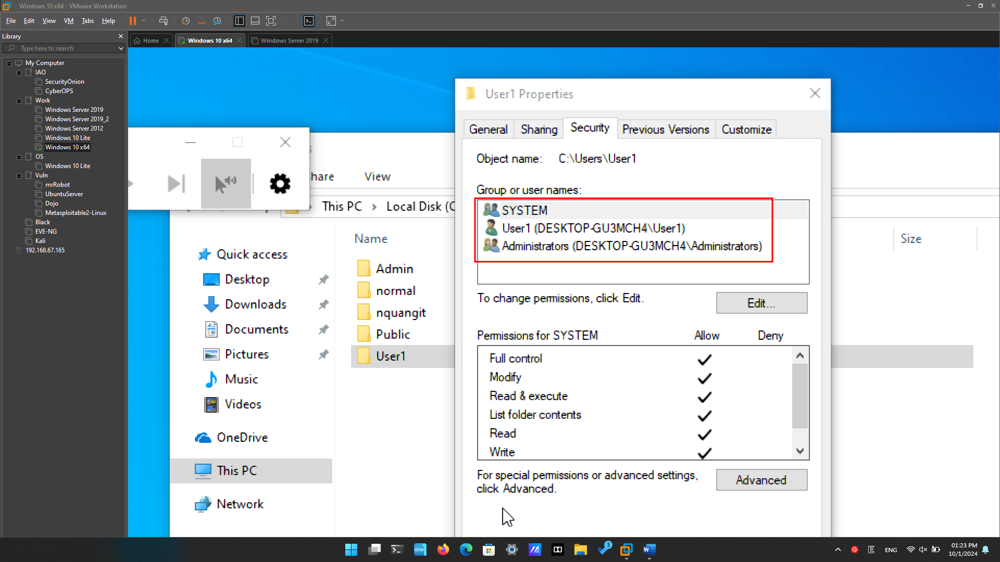 Windows 10 x64 - VMware Workstation
File Edit View VM Tabs Help
Library
Type here to search
My Computer
IAO
SecurityOnion
CyberOPS
Work
Windows Server 2019
Windows Server 2019_2
Windows Server 2012
Windows 10 Lite
Windows 10 x64
OS
Windows 10 Lite
Vuln
mrRobot
UbuntuServer
Dojo
Metasploitable2-Linux
Black
EVE-NG
Kali
192.168.67.165
Home
Windows 10 x64
Windows Server 2019
View
This PC > Local Disk (C
Quick access
Desktop
Downloads
Documents
Pictures
Music
Videos
OneDrive
This PC
Network
Name
Size
Admin
normal
nquangit
Public
User1
User1 Properties
General Sharing Security Previous Versions Customize
Object name: C:\Users\User1
Group or user names:
SYSTEM
User1 (DESKTOP-GU3MCH4\User1)
Administrators (DESKTOP-GU3MCH4\Administrators)
To change permissions, click Edit.
Edit...
Permissions for SYSTEM Allow Deny
Full control
Modify
Read & execute
List folder contents
Read
Write
For special permissions or advanced settings,
click Advanced.
Advanced
one
3
W
G
E
ENG
01:23 PM
10/1/2024